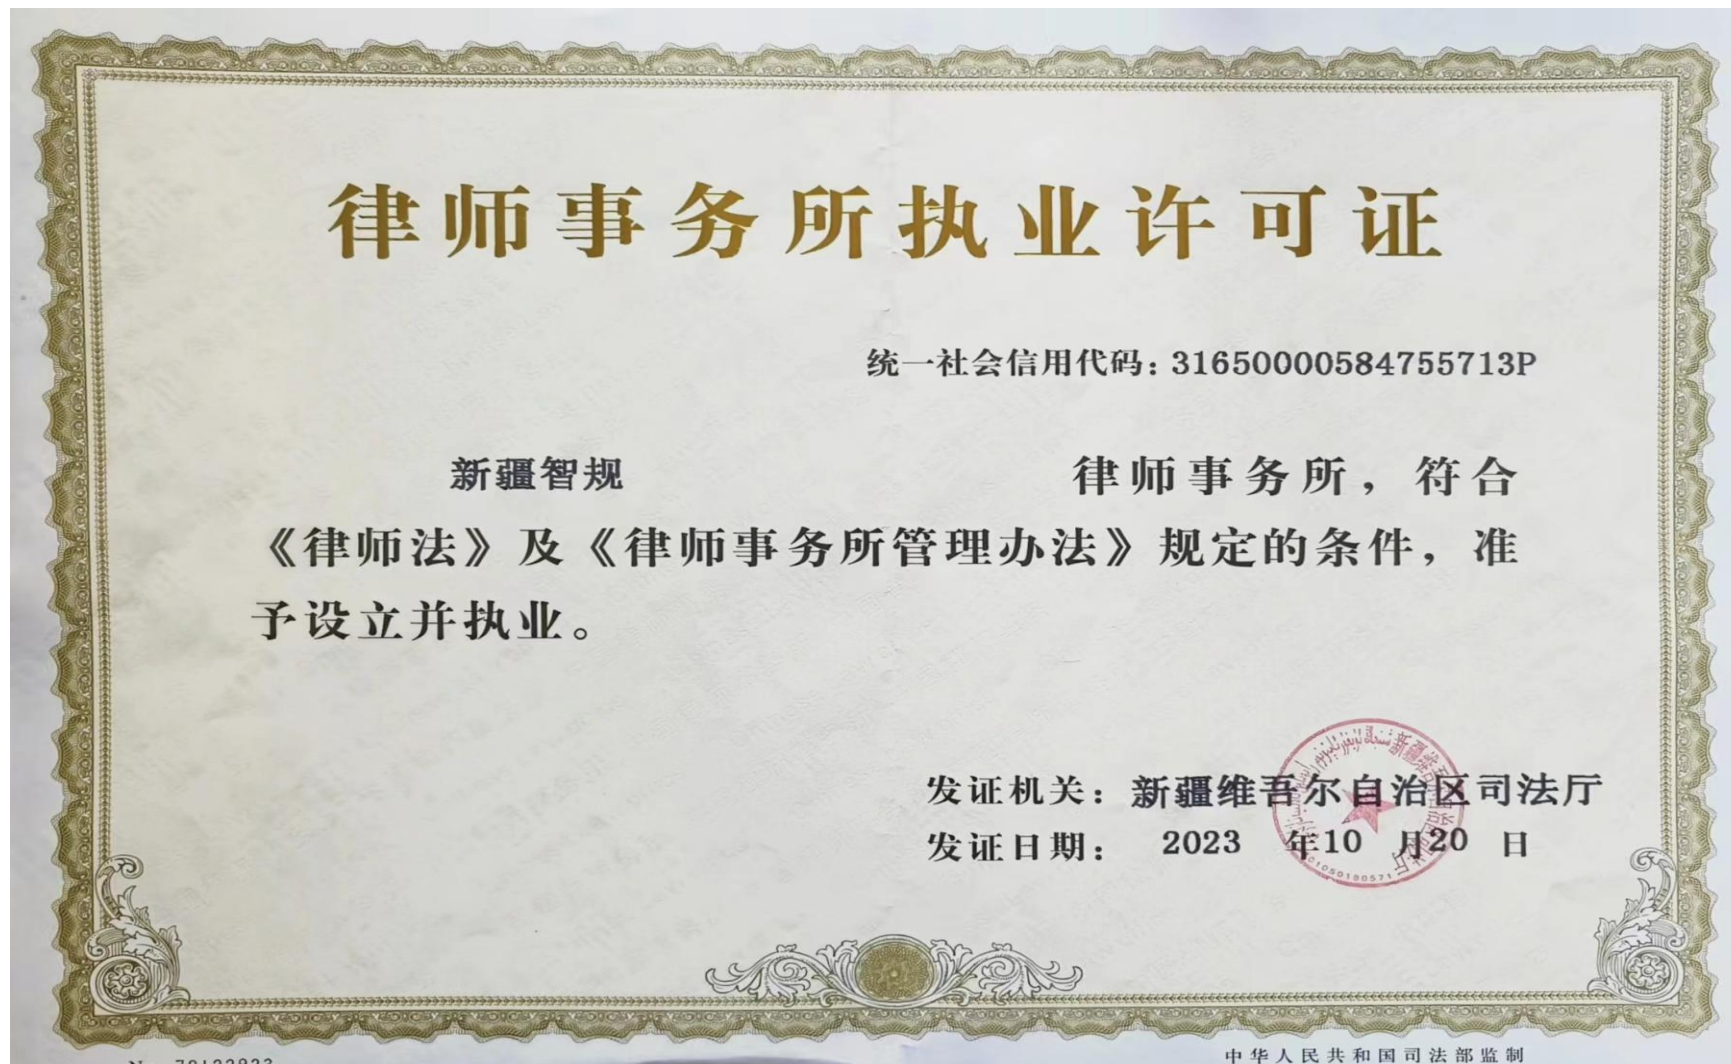 律师事务所执业许可证
统一社会信用代码：31650000584755713P
新疆智规 律师事务所，符合
《律师法》及《律师事务所管理办法》规定的条件，准
予设立并执业。
发证机关：新疆维吾尔自治区司法厅
发证日期： 2023 年10 月20 日
中华人民共和国司法部监制